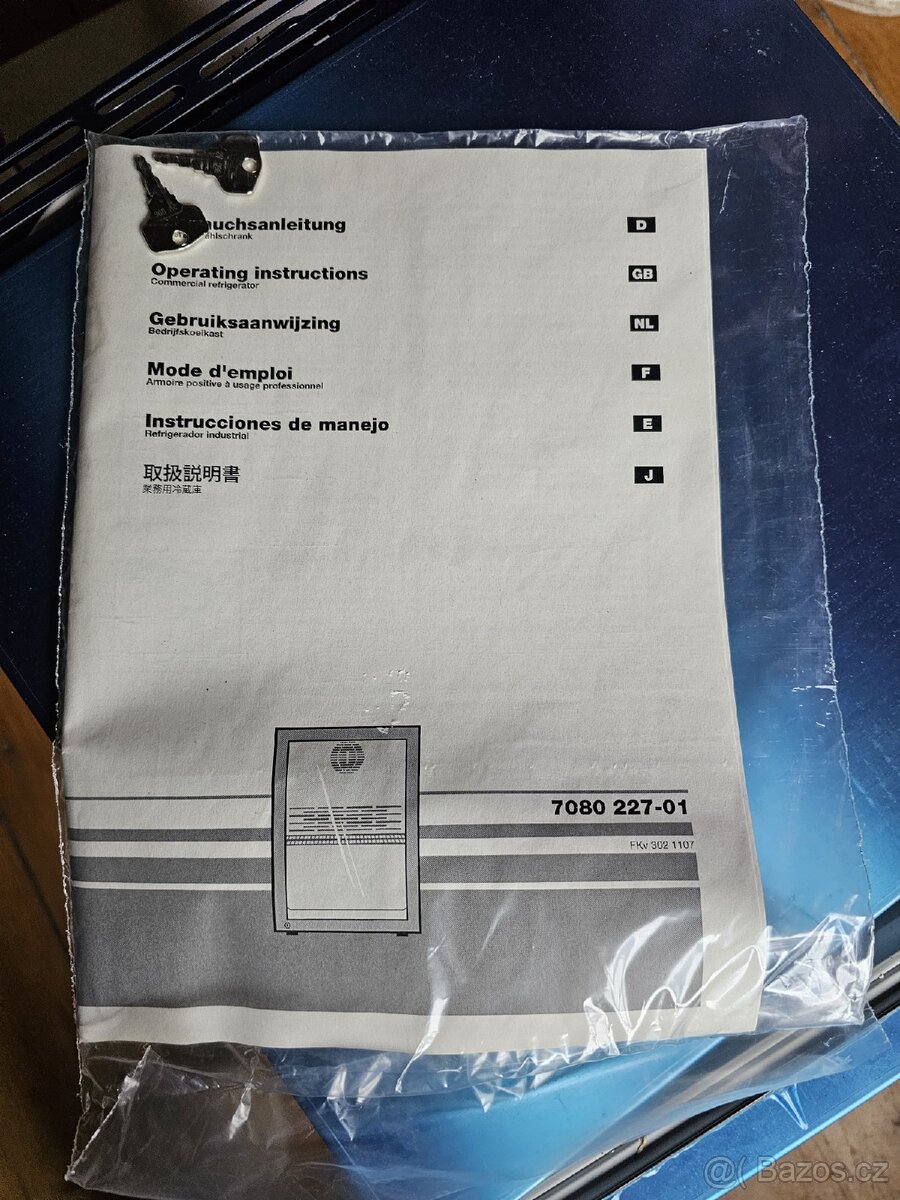 uchsanleitung
hlschrank
D
Operating instructions
Commercial refrigerator
GB
Gebruiksaanwijzing
Bedrijfskoelkast
NL
Mode d'emploi
Armoire positive à usage professionnel
F
Instrucciones de manejo
Refrigerador industrial
E
取扱説明書
業務用冷蔵庫
J
7080 227-01
FKv 302 1107
@( Bazos.cz